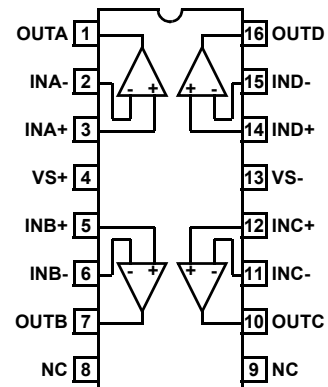 OUTA 1 16 OUTD
INA- 2 15 IND-
- + + -
INA+ 3 14 IND+
VS+ 4 13 VS-
INB+ 5 12 INC+
- + + -
INB- 6 11 INC-
OUTB 7 10 OUTC
NC 8 9 NC